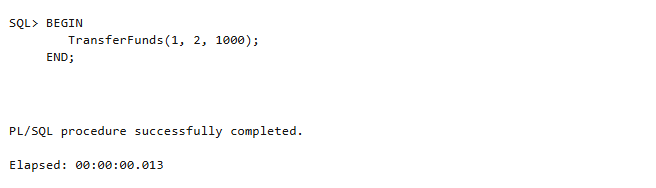 SQL> BEGIN
TransferFunds(1, 2, 1000);
END;
PL/SQL procedure successfully completed.
Elapsed: 00:00:00.013